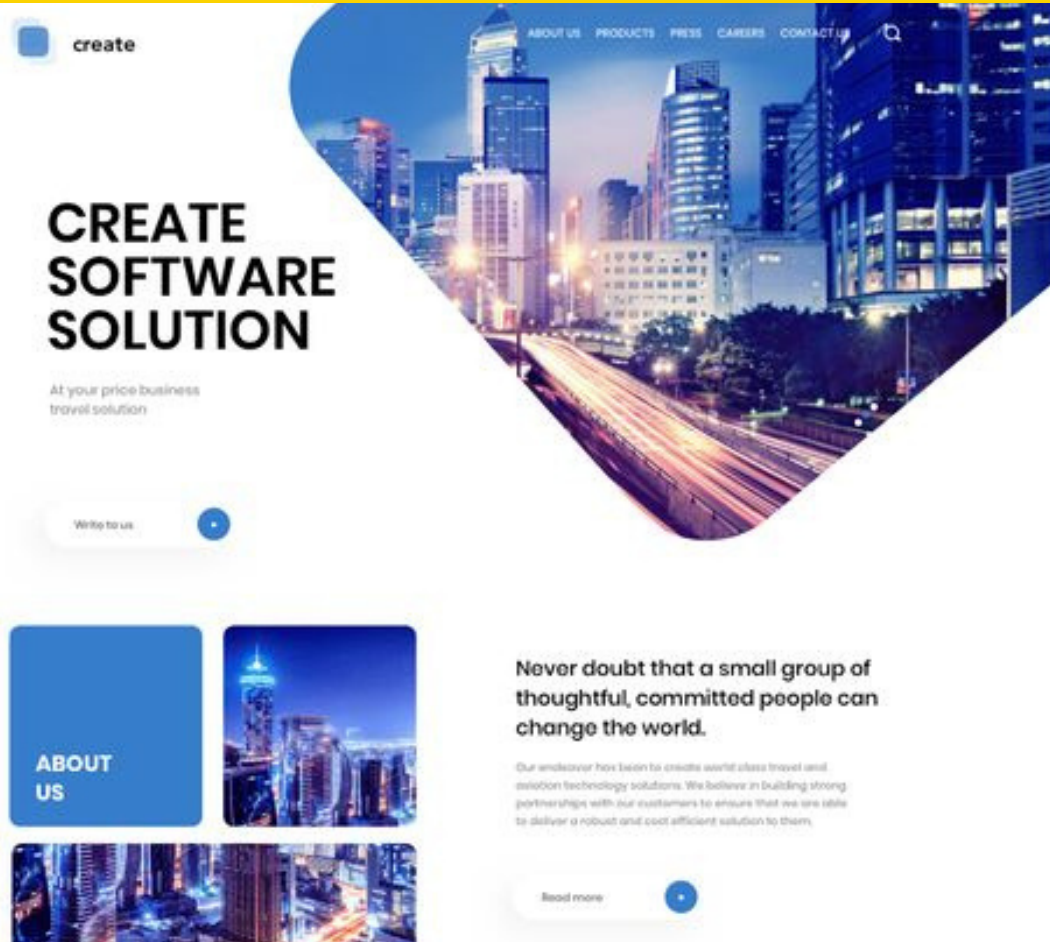 create
ABOUT US PRODUCTS PRESS CAREERS CONTACT US
CREATE
SOFTWARE
SOLUTION
At your price business
travel solution
Write to us
ABOUT
US
Never doubt that a small group of
thoughtful, committed people can
change the world.
Our endeavor has been to create world class travel and
aviation technology solutions. We believe in building strong
partnerships with our customers to ensure that we are able
to deliver a robust and cost efficient solution to them.
Read more